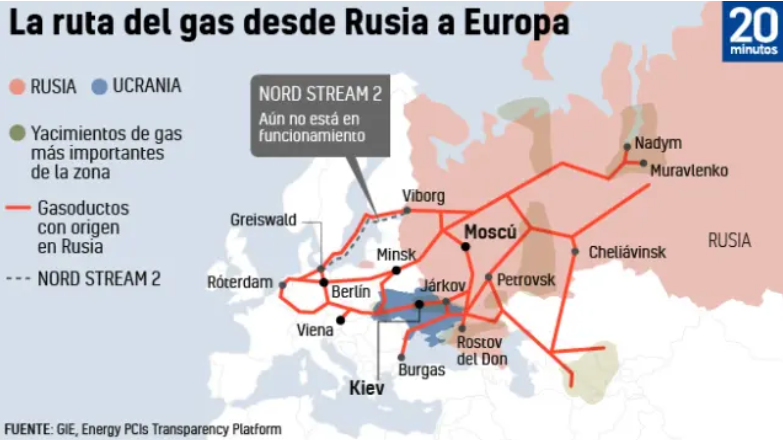 La ruta del gas desde Rusia a Europa
20
minutos
RUSIA
UCRANIA
Yacimientos de gas
más importantes
de la zona
Gasoductos
con origen
en Rusia
NORD STREAM 2
NORD STREAM 2
Aún no está en
funcionamiento
Nadym
Muravlenko
Viborg
Greiswald
Moscú
RUSIA
Minsk
Cheliávinsk
Róterdam
Berlín
Járkov
Petrovsk
Viena
Rostov
del Don
Burgas
Kiev
FUENTE: GIE, Energy PCIs Transparency Platform